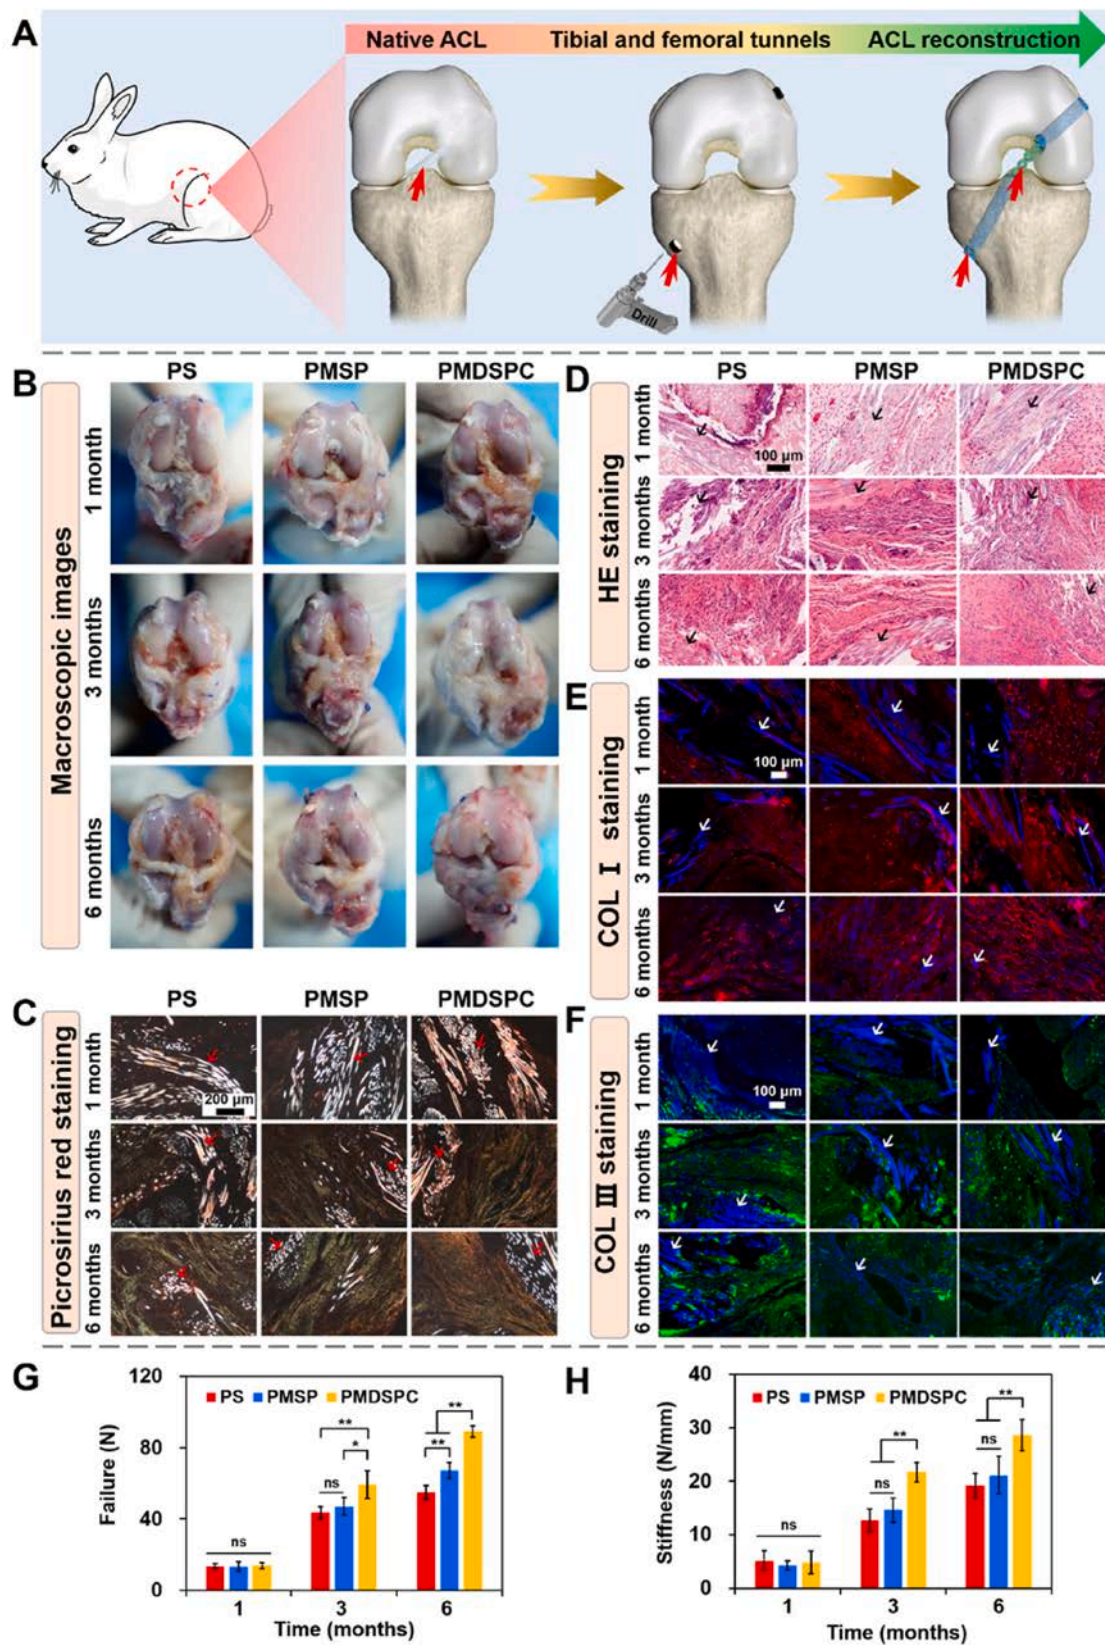 A
Native ACL
Tibial and femoral tunnels
ACL reconstruction
Drill
B
PS
PMSP
PMDSPC
Macroscopic images
1 month
3 months
6 months
C
PS
PMSP
PMDSPC
Picrosirius red staining
1 month
200 μm
3 months
6 months
D
PS
PMSP
PMDSPC
HE staining
1 month
100 μm
3 months
6 months
E
COL I staining
1 month
100 μm
3 months
6 months
F
COL III staining
1 month
100 μm
3 months
6 months
G
Failure (N)
120
80
40
0
PS PMSP PMDSPC
ns
**
*
ns
**
**
1 3 6
Time (months)
H
Stiffness (N/mm)
40
30
20
10
0
PS PMSP PMDSPC
ns
**
ns
**
ns
1 3 6
Time (months)